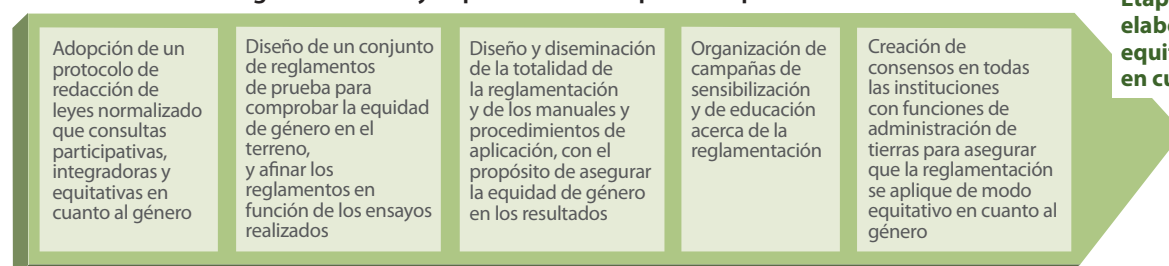 Adopción de un
protocolo de
redacción de
leyes normalizado
que consultas
participativas,
integradoras y
equitativas en
cuanto al género
Diseño de un conjunto
de reglamentos
de prueba para
comprobar la equidad
de género en el
terreno,
y afinar los
reglamentos en
función de los ensayos
realizados
Diseño y diseminación
de la totalidad de
la reglamentación
y de los manuales y
procedimientos de
aplicación, con el
propósito de asegurar
la equidad de género
en los resultados
Organización de
campañas de
sensibilización
y de educación
acerca de la
reglamentación
Creación de
consensos en todas
las instituciones
con funciones de
administración de
tierras para asegurar
que la reglamentación
se aplique de modo
equitativo en cuanto al
género